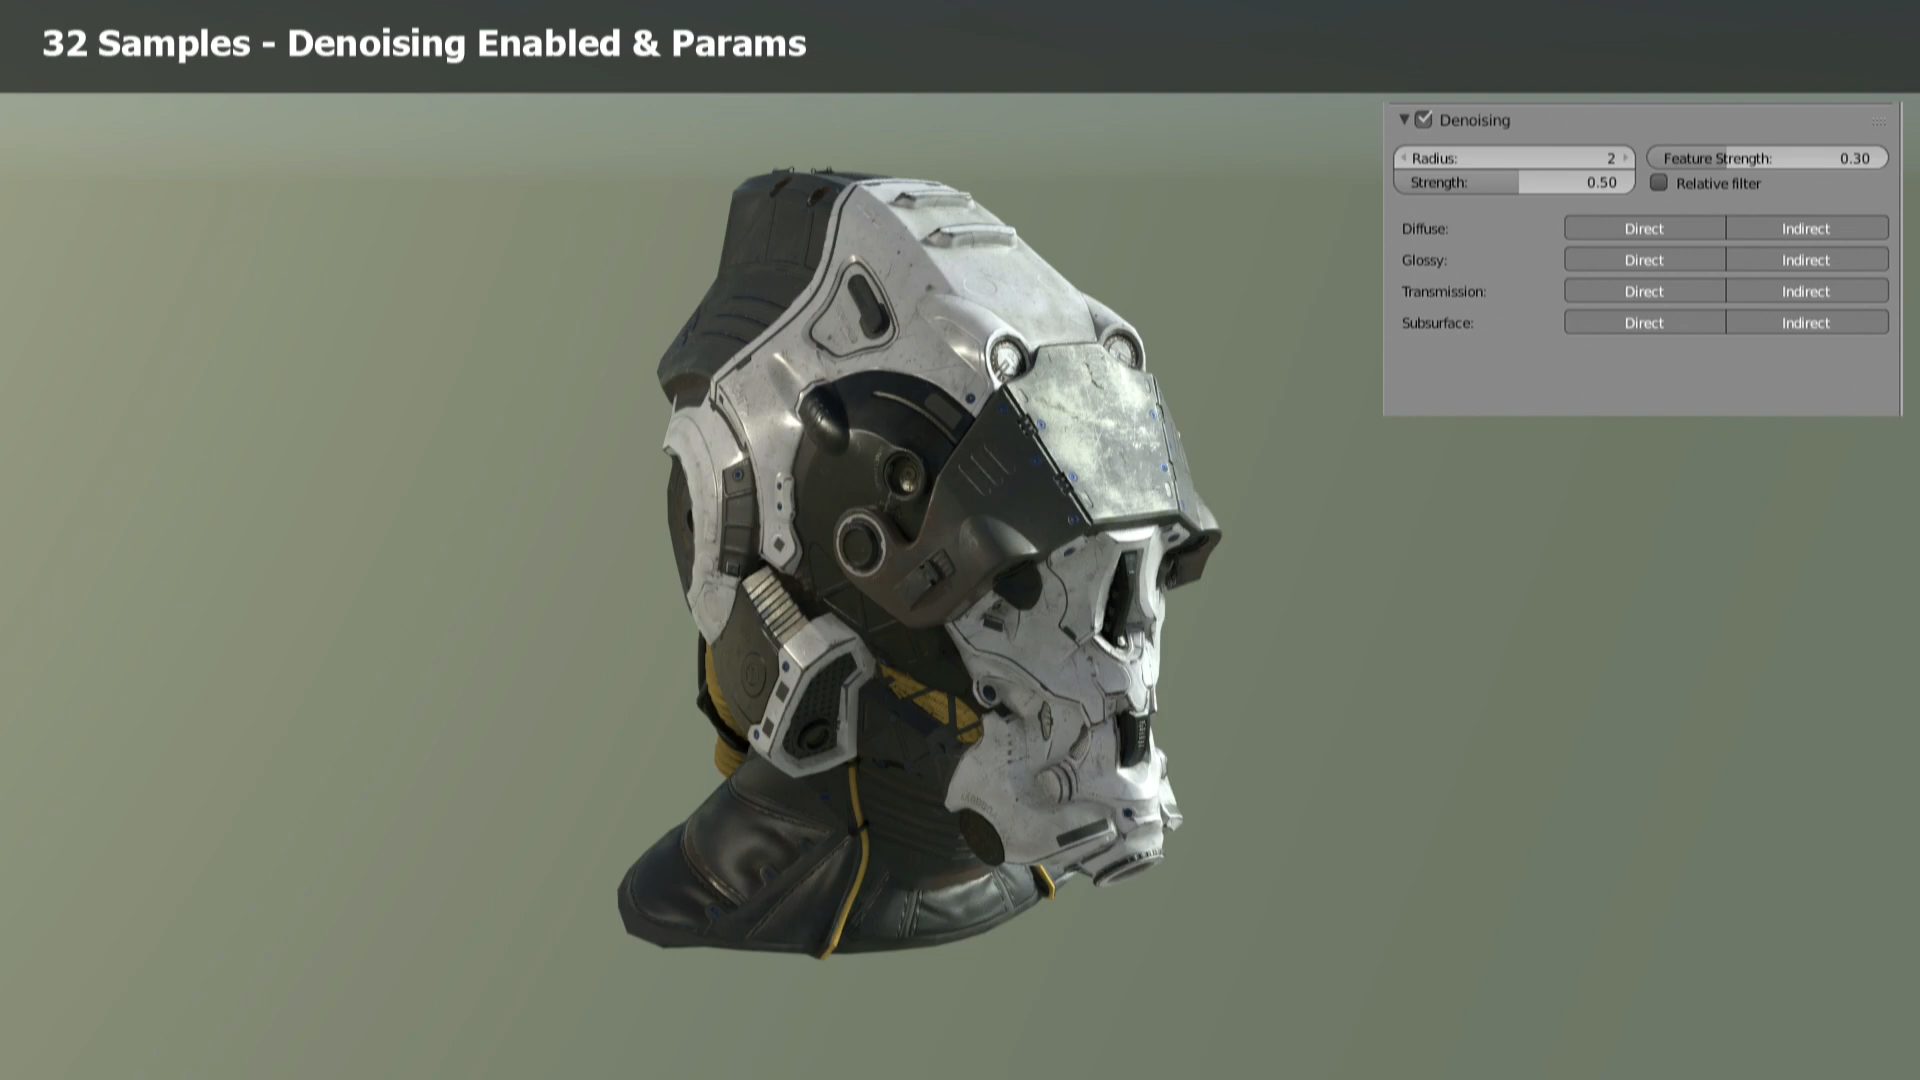 32 Samples - Denoising Enabled & Params
Denoising
Radius: 2 Feature Strength: 0.30
Strength: 0.50 Relative filter
Diffuse: Direct Indirect
Glossy: Direct Indirect
Transmission: Direct Indirect
Subsurface: Direct Indirect